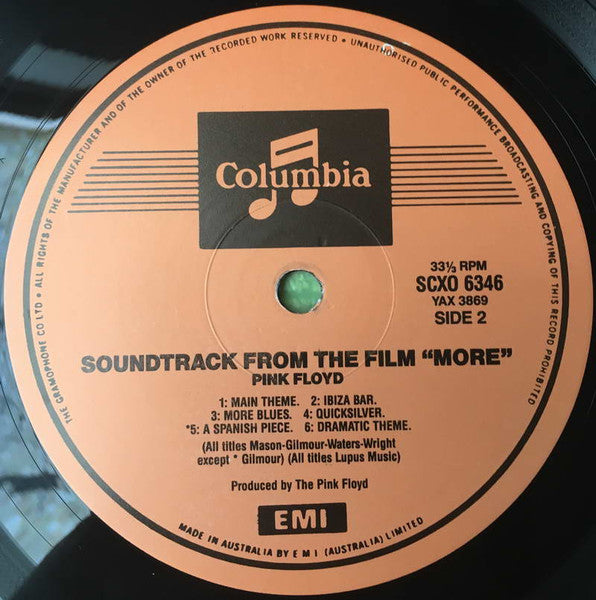 THE GRAMOPHONE CO LTD • ALL RIGHTS OF THE MANUFACTURER AND OF THE OWNER OF THE RECORDED WORK RESERVED • UNAUTHORISED PUBLIC PERFORMANCE BROADCASTING AND COPYING OF THIS RECORD PROHIBITED
Columbia
33⅓ RPM
SCXO 6346
YAX 3869
SIDE 2
SOUNDTRACK FROM THE FILM “MORE”
PINK FLOYD
1: MAIN THEME. 2: IBIZA BAR.
3: MORE BLUES. 4: QUICKSILVER.
*5: A SPANISH PIECE. 6: DRAMATIC THEME.
(All titles Mason-Gilmour-Waters-Wright
except * Gilmour) (All titles Lupus Music)
Produced by The Pink Floyd
EMI
MADE IN AUSTRALIA BY E M I (AUSTRALIA) LIMITED